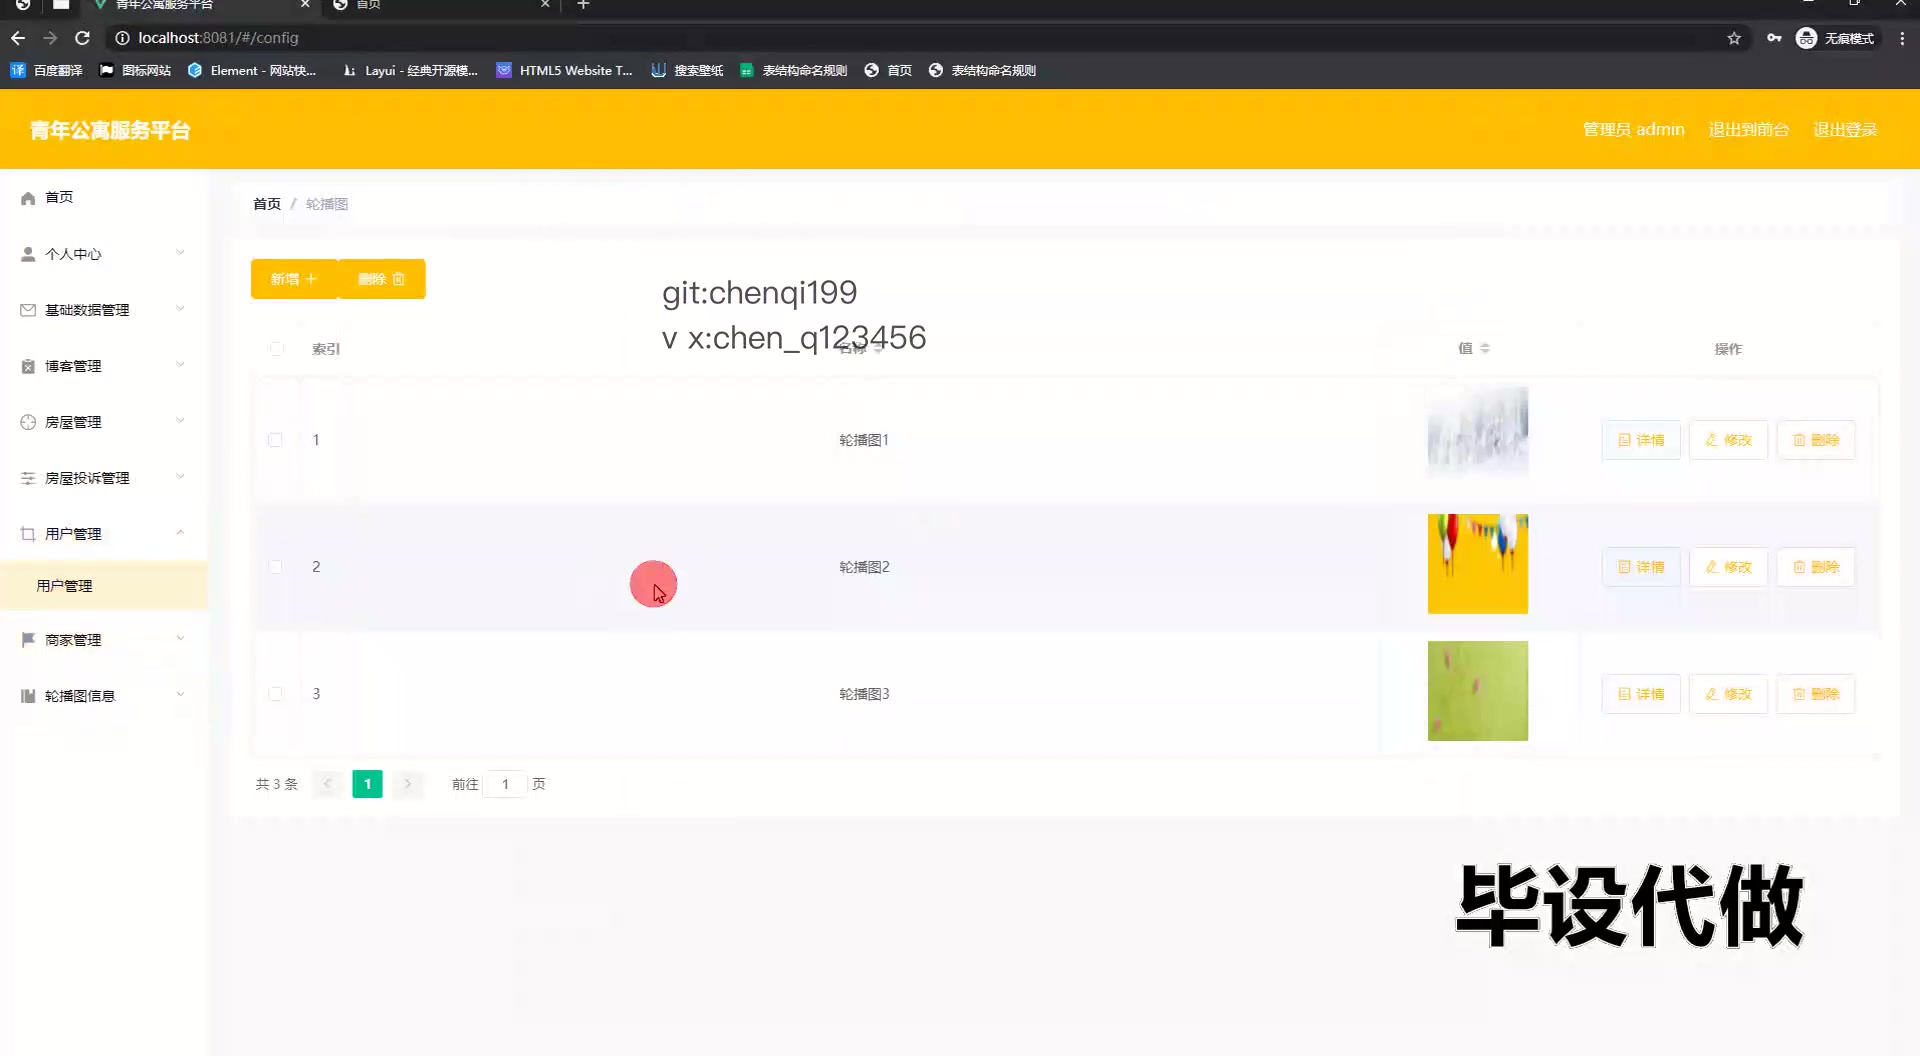 青年公寓服务平台
首页
localhost:8081/#/config
无痕模式
百度翻译
图标网站
Element - 网站快...
Layui - 经典开源模...
HTML5 Website T...
搜索壁纸
表结构命名规则
首页
表结构命名规则
青年公寓服务平台
管理员 admin
退出到前台
退出登录
首页
个人中心
基础数据管理
博客管理
房屋管理
房屋投诉管理
用户管理
用户管理
商家管理
轮播图信息
首页 / 轮播图
新增
删除
git:chenqi199
v x:chen_q123456
索引
名称
值
操作
1
轮播图1
详情
修改
删除
2
轮播图2
详情
修改
删除
3
轮播图3
详情
修改
删除
共 3 条
1
前往 1 页
毕设代做